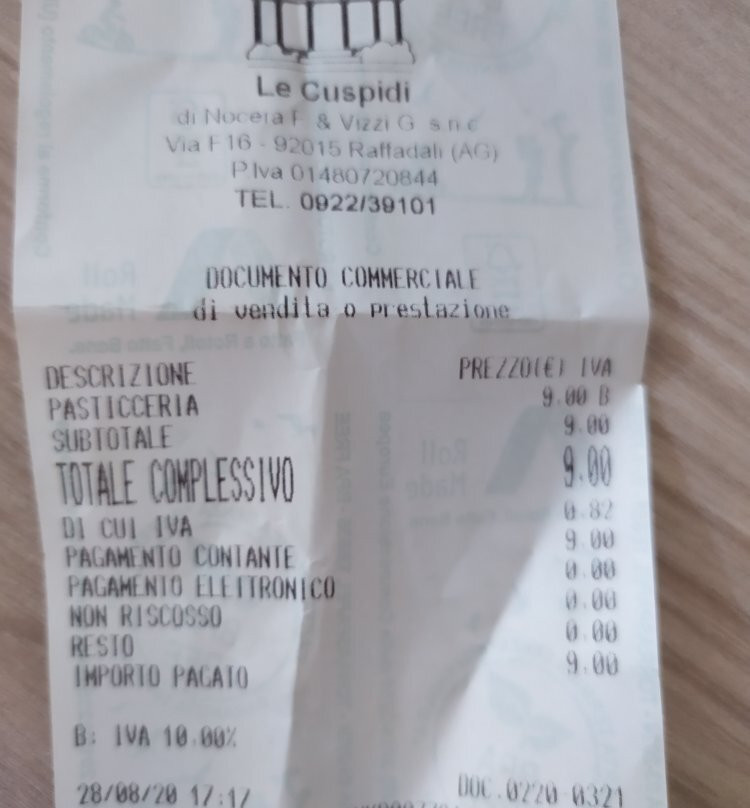 Le Cuspidi
di Nocera F & Vizzi G s.n.c
Via F 16 - 92015 Raffadali (AG)
P.Iva 01480720844
TEL. 0922/39101
DOCUMENTO COMMERCIALE
di vendita o prestazione
DESCRIZIONE PREZZO(€) IVA
PASTICCERIA 9.00 B
SUBTOTALE 9.00
TOTALE COMPLESSIVO 9.00
DI CUI IVA 0.82
PAGAMENTO CONTANTE 9.00
PAGAMENTO ELETTRONICO 0.00
NON RISCOSSO 0.00
RESTO 0.00
IMPORTO PAGATO 9.00
B: IVA 10.00%
28/08/20 17:17 DOC.0220-0321